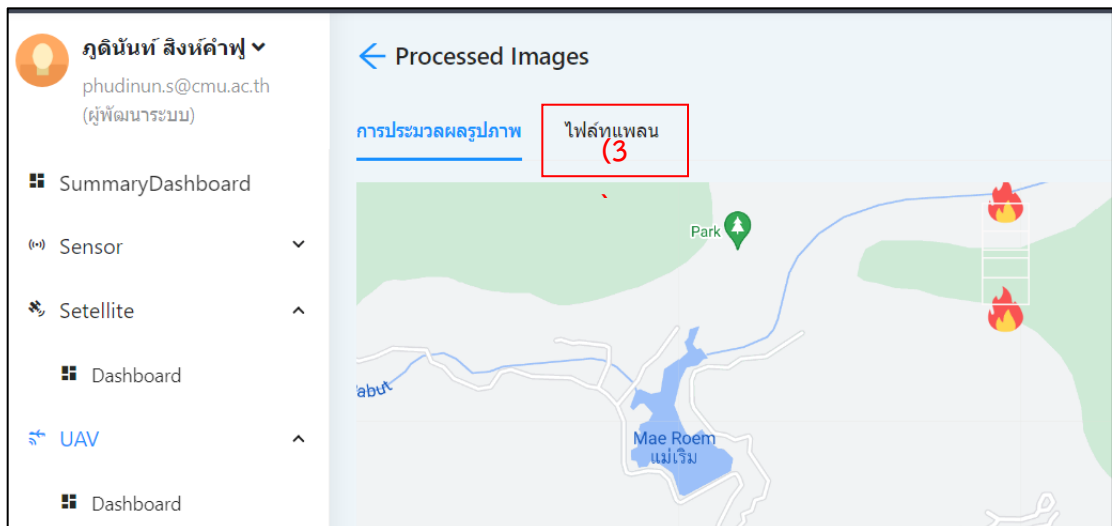 ภูดินันท์ สิงห์คำฟู
phudinun.s@cmu.ac.th
(ผู้พัฒนาระบบ)
SummaryDashboard
Sensor
Setellite
Dashboard
UAV
Dashboard
Processed Images
การประมวลผลรูปภาพ
ไฟล์ทแพลน
(3
Park
abut
Mae Roem
แม่เริม